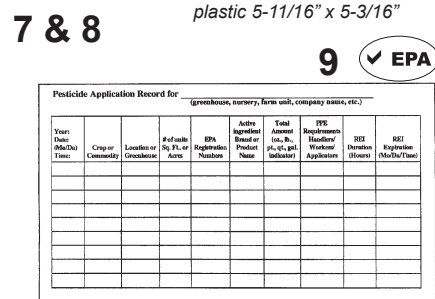 plastic 5-11/16” x 5-3/16”
7 & 8
9 ✓ EPA
Pesticide Application Record for
(greenhouse, nursery, farm unit, company name, etc.)
Year:
Date:
(Mo/Da)
Time:
Crop or
Commodity
Location or
Greenhouse
# of units
Sq. Ft., or
Acres
EPA
Registration
Numbers
Active
ingredient
Brand or
Product
Name
Total
Amount
(oz., lb.,
pt., qt., gal.
indicator)
PPE
Requirements
Handlers/
Workers/
Applicators
REI
Duration
(Hours)
REI
Expiration
(Mo/Da/Time)